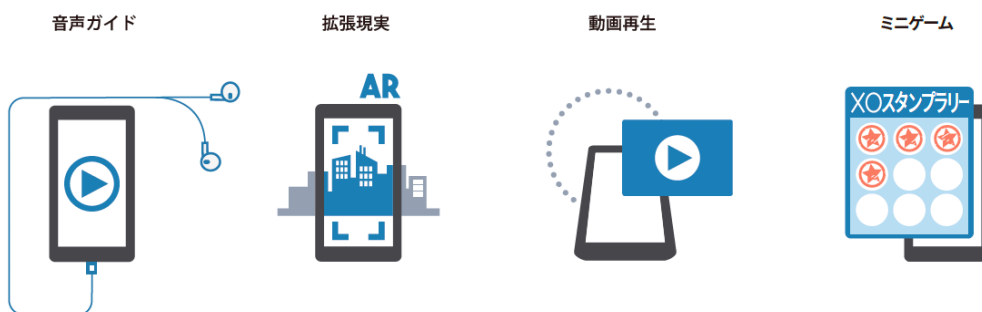 音声ガイド
拡張現実
動画再生
ミニゲーム
AR
XOスタンプラリー